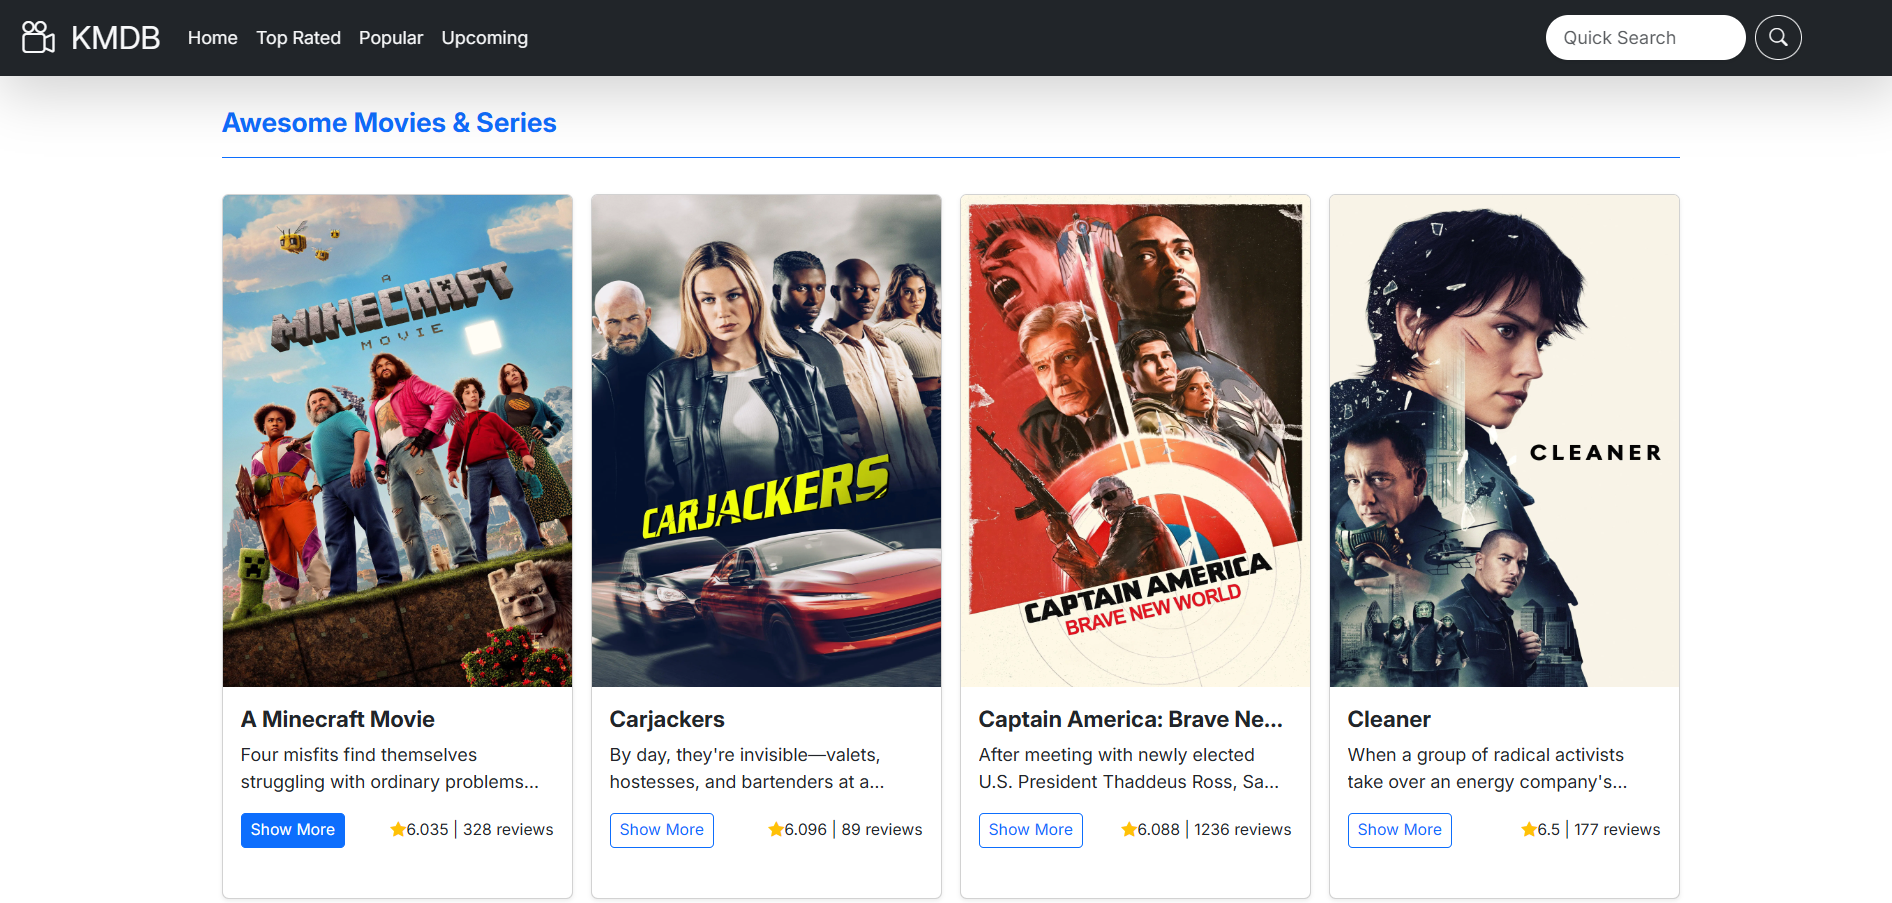 KMDB Home Top Rated Popular Upcoming Quick Search
Awesome Movies & Series
A
MINECRAFT
MOVIE
CARJACKERS
CAPTAIN AMERICA
BRAVE NEW WORLD
CLEANER
A Minecraft Movie
Four misfits find themselves
struggling with ordinary problems...
Show More 6.035 | 328 reviews
Carjackers
By day, they're invisible—valets,
hostesses, and bartenders at a...
Show More 6.096 | 89 reviews
Captain America: Brave Ne...
After meeting with newly elected
U.S. President Thaddeus Ross, Sa...
Show More 6.088 | 1236 reviews
Cleaner
When a group of radical activists
take over an energy company's...
Show More 6.5 | 177 reviews